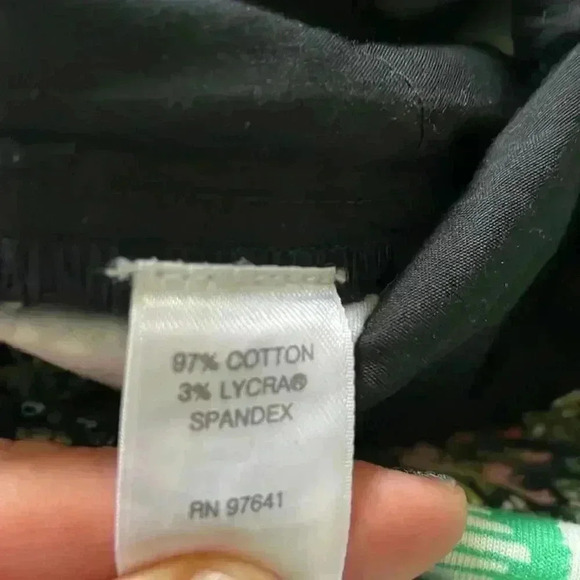 97% COTTON
3% LYCRA®
SPANDEX
RN 97641